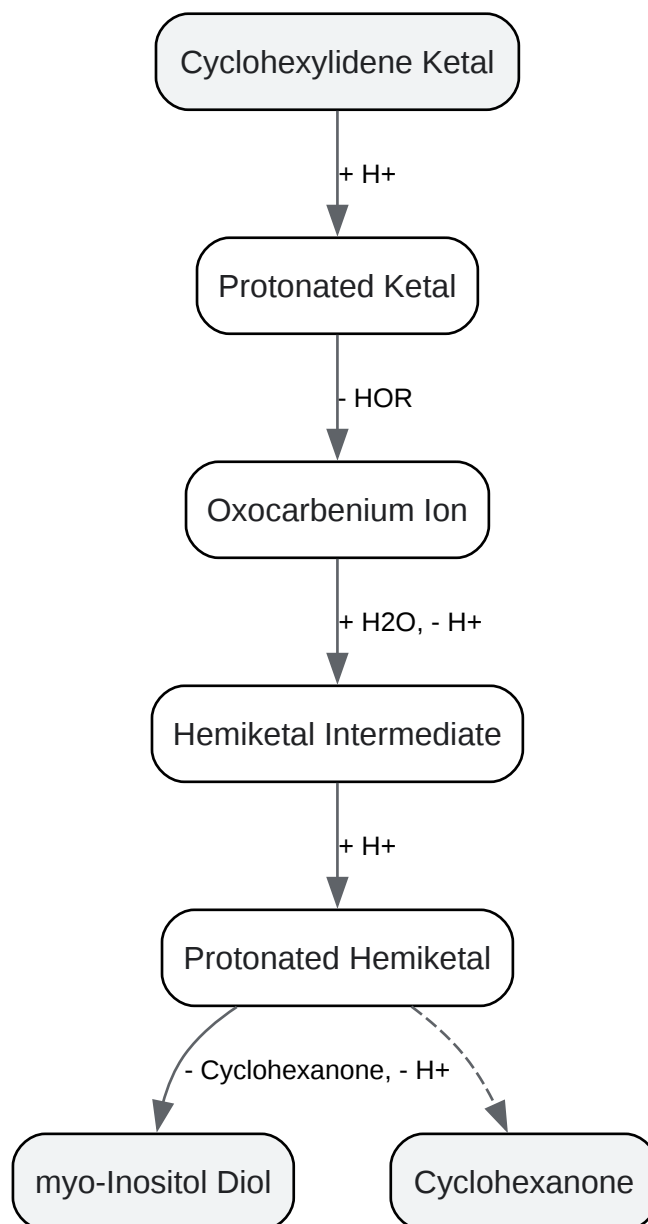 Cyclohexylidene Ketal
+ H+
Protonated Ketal
- HOR
Oxocarbenium Ion
+ H2O, - H+
Hemiketal Intermediate
+ H+
Protonated Hemiketal
- Cyclohexanone, - H+
myo-Inositol Diol
Cyclohexanone